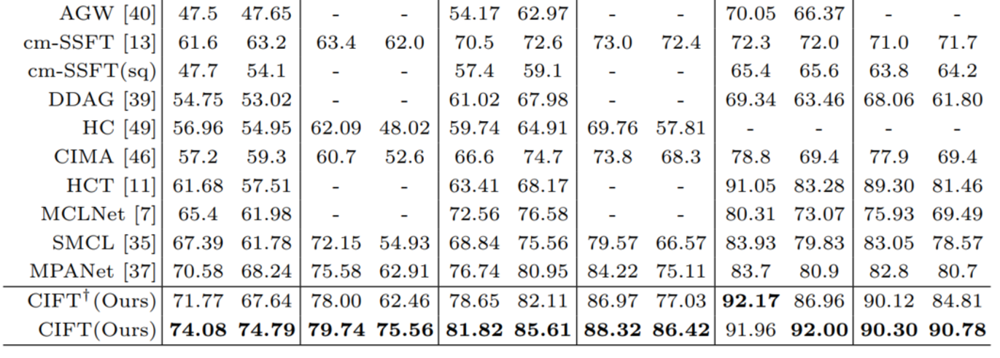 AGW [40] 47.5 47.65 - - 54.17 62.97 - - 70.05 66.37 - -
cm-SSFT [13] 61.6 63.2 63.4 62.0 70.5 72.6 73.0 72.4 72.3 72.0 71.0 71.7
cm-SSFT(sq) 47.7 54.1 - - 57.4 59.1 - - 65.4 65.6 63.8 64.2
DDAG [39] 54.75 53.02 - - 61.02 67.98 - - 69.34 63.46 68.06 61.80
HC [49] 56.96 54.95 62.09 48.02 59.74 64.91 69.76 57.81 - - - -
CIMA [46] 57.2 59.3 60.7 52.6 66.6 74.7 73.8 68.3 78.8 69.4 77.9 69.4
HCT [11] 61.68 57.51 - - 63.41 68.17 - - 91.05 83.28 89.30 81.46
MCLNet [7] 65.4 61.98 - - 72.56 76.58 - - 80.31 73.07 75.93 69.49
SMCL [35] 67.39 61.78 72.15 54.93 68.84 75.56 79.57 66.57 83.93 79.83 83.05 78.57
MPANet [37] 70.58 68.24 75.58 62.91 76.74 80.95 84.22 75.11 83.7 80.9 82.8 80.7
CIFT†(Ours) 71.77 67.64 78.00 62.46 78.65 82.11 86.97 77.03 92.17 86.96 90.12 84.81
CIFT(Ours) 74.08 74.79 79.74 75.56 81.82 85.61 88.32 86.42 91.96 92.00 90.30 90.78